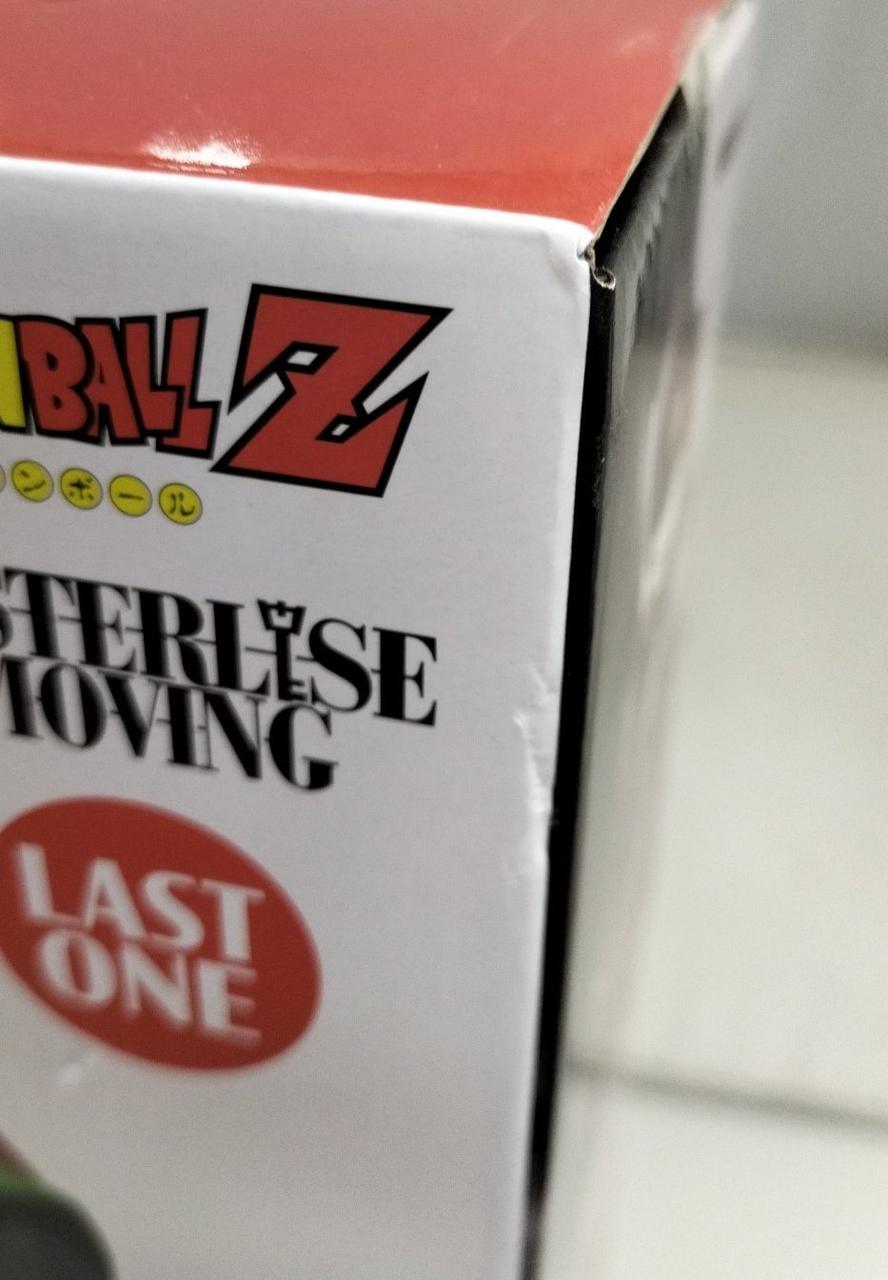 BALL Z
ンボール
STERLISE
MOVING
LAST
ONE